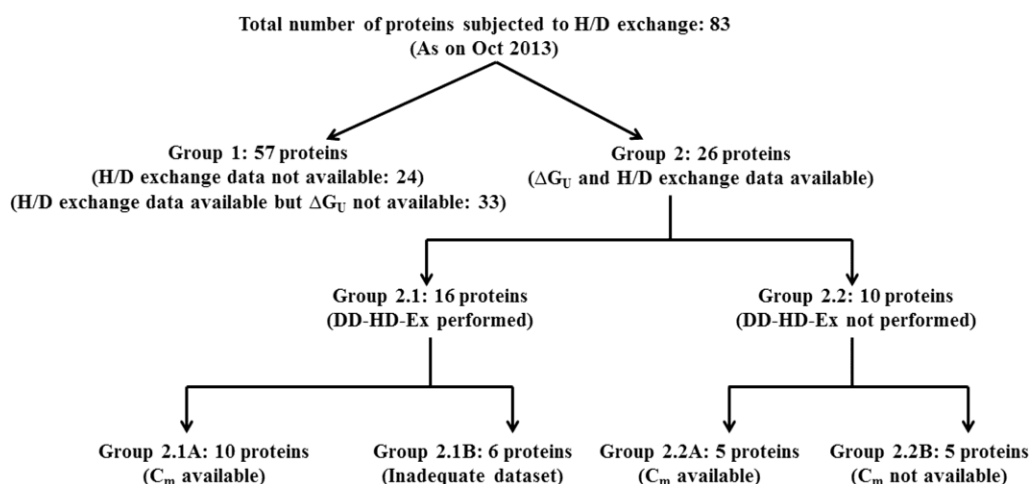 Total number of proteins subjected to H/D exchange: 83
(As on Oct 2013)
Group 1: 57 proteins
(H/D exchange data not available: 24)
(H/D exchange data available but ΔG_U not available: 33)
Group 2: 26 proteins
(ΔG_U and H/D exchange data available)
Group 2.1: 16 proteins
(DD-HD-Ex performed)
Group 2.2: 10 proteins
(DD-HD-Ex not performed)
Group 2.1A: 10 proteins
(C_m available)
Group 2.1B: 6 proteins
(Inadequate dataset)
Group 2.2A: 5 proteins
(C_m available)
Group 2.2B: 5 proteins
(C_m not available)